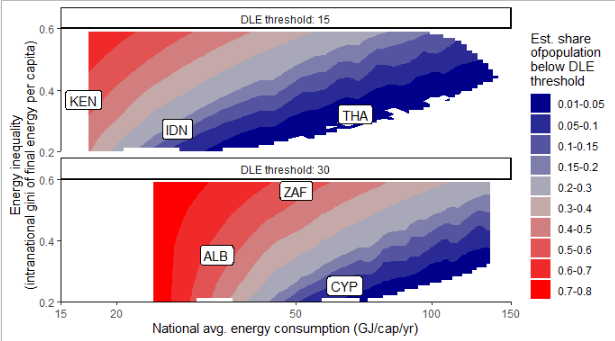 DLE threshold: 15
0.6
0.4
0.2
KEN
IDN
THA
DLE threshold: 30
0.6
0.4
0.2
ZAF
ALB
CYP
15
20
50
100
150
National avg. energy consumption (GJ/cap/yr)
Energy inequality
(intranational gini of final energy per capita)
Est. share
ofpopulation
below DLE
threshold
0.01-0.05
0.05-0.1
0.1-0.15
0.15-0.2
0.2-0.3
0.3-0.4
0.4-0.5
0.5-0.6
0.6-0.7
0.7-0.8